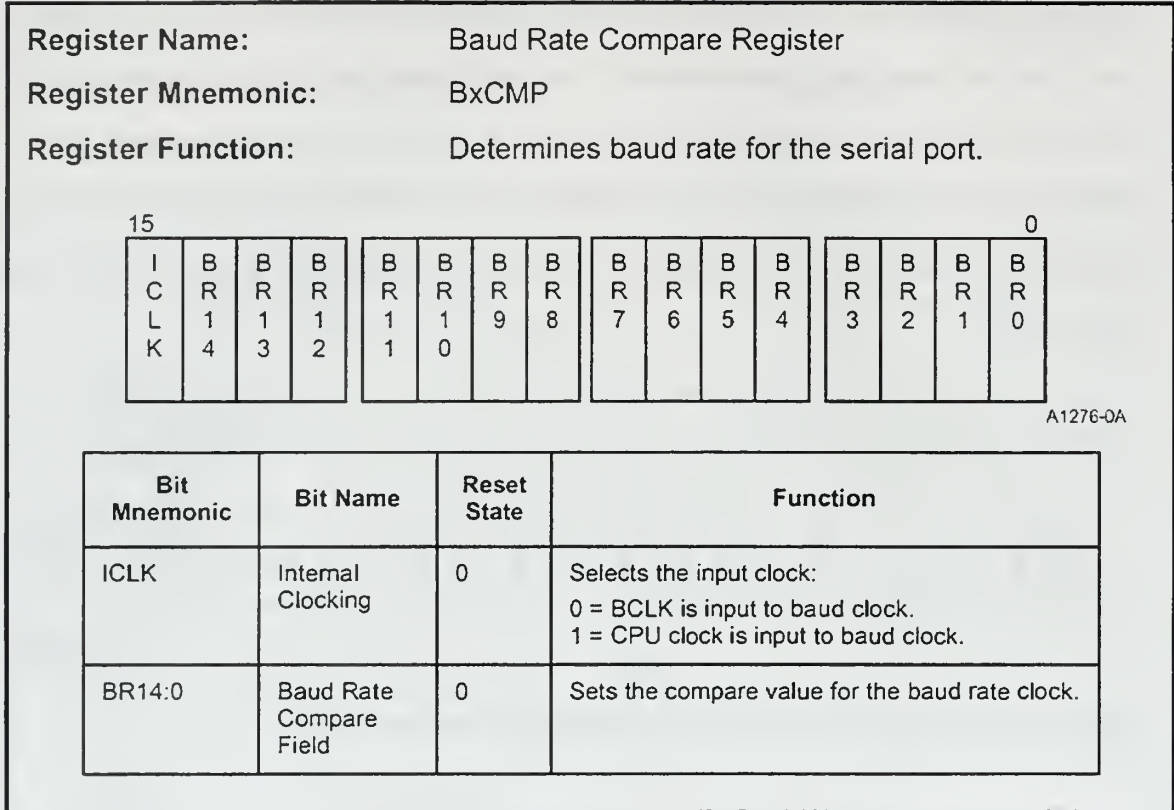 Register Name: Baud Rate Compare Register
Register Mnemonic: BxCMP
Register Function: Determines baud rate for the serial port.
15 0
ICLK BR14 BR13 BR12 BR11 BR10 BR9 BR8 BR7 BR6 BR5 BR4 BR3 BR2 BR1 BR0
A1276-0A
Bit Mnemonic Bit Name Reset State Function
ICLK Internal Clocking 0 Selects the input clock:
0 = BCLK is input to baud clock.
1 = CPU clock is input to baud clock.
BR14:0 Baud Rate Compare Field 0 Sets the compare value for the baud rate clock.